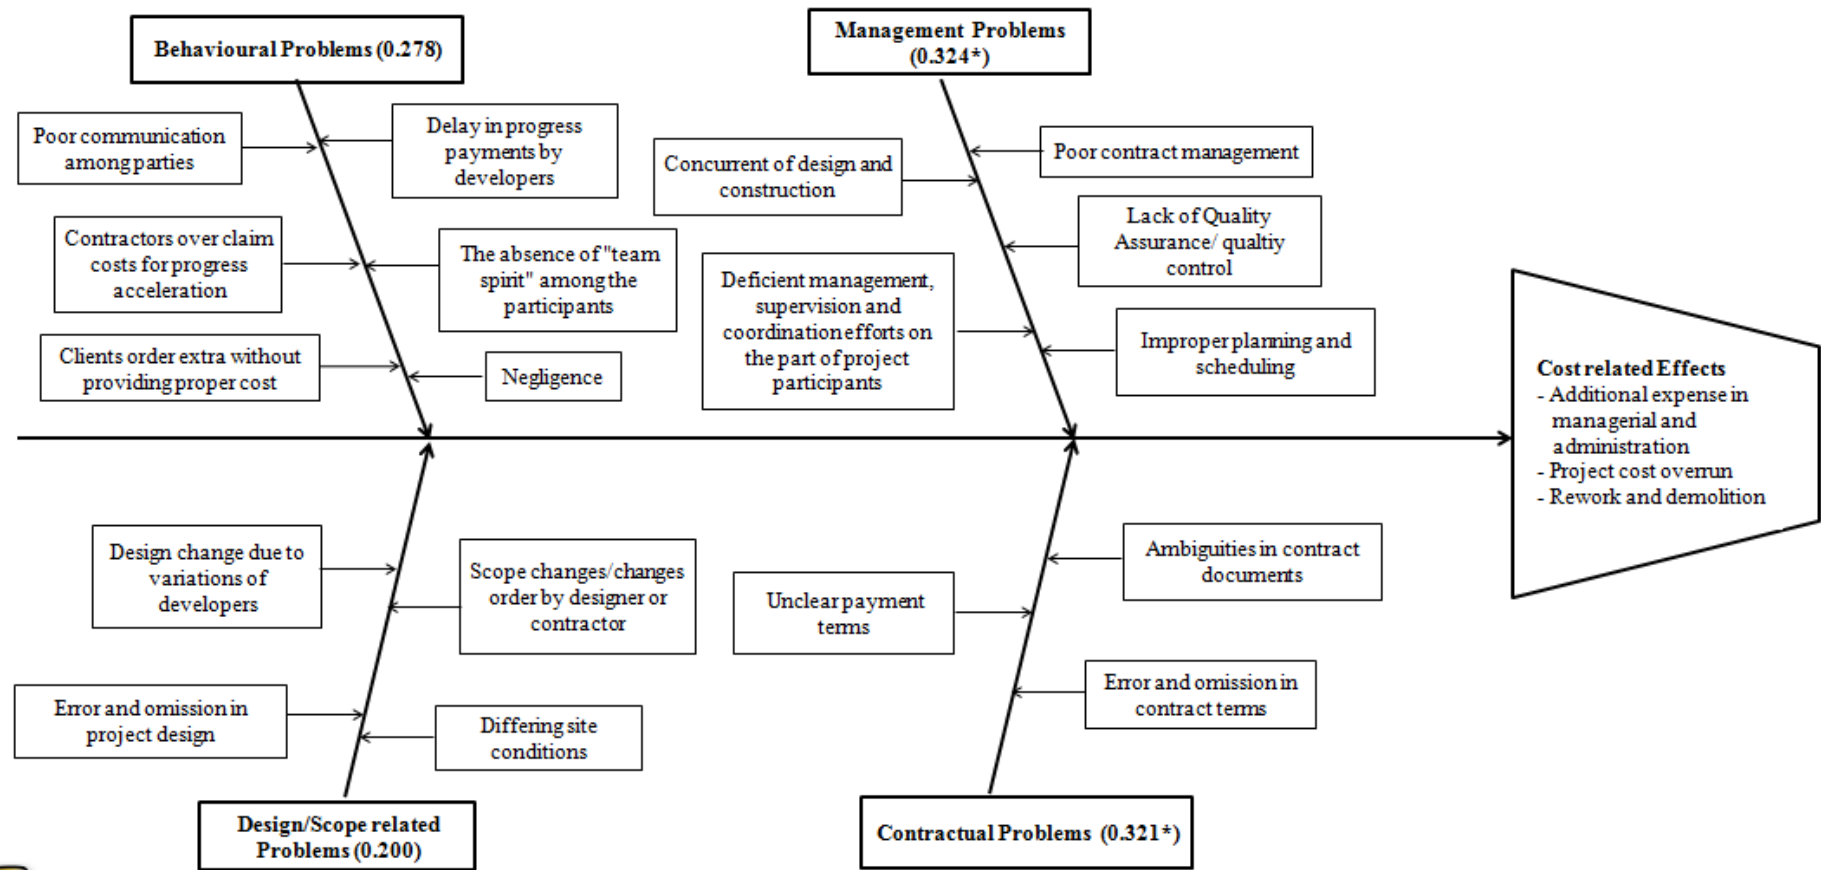 Behavioural Problems (0.278)
Management Problems
(0.324*)
Poor communication
among parties
Delay in progress
payments by
developers
Concurrent of design and
construction
Poor contract management
Contractors over claim
costs for progress
acceleration
The absence of "team
spirit" among the
participants
Deficient management,
supervision and
coordination efforts on
the part of project
participants
Lack of Quality
Assurance/ qualtiy
control
Clients order extra without
providing proper cost
Negligence
Improper planning and
scheduling
Cost related Effects
- Additional expense in
managerial and
administration
- Project cost overrun
- Rework and demolition
Design change due to
variations of
developers
Scope changes/changes
order by designer or
contractor
Unclear payment
terms
Ambiguities in contract
documents
Error and omission in
project design
Differing site
conditions
Error and omission in
contract terms
Design/Scope related
Problems (0.200)
Contractual Problems (0.321*)